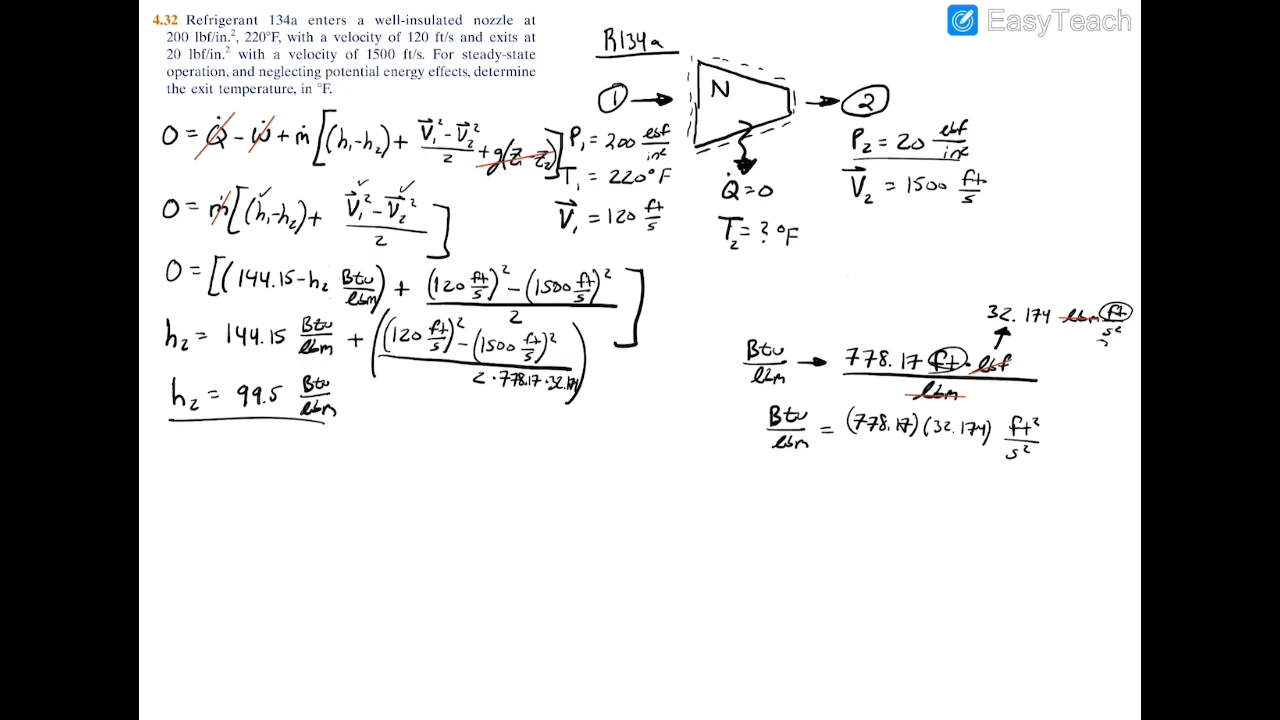 EasyTeach
4.32 Refrigerant 134a enters a well-insulated nozzle at
200 lbf/in.², 220°F, with a velocity of 120 ft/s and exits at
20 lbf/in.² with a velocity of 1500 ft/s. For steady-state
operation, and neglecting potential energy effects, determine
the exit temperature, in °F.
R134a
① → N → ②
0 = Q̇ - ẇ + ṁ[(h₁-h₂) + (V⃗₁² - V⃗₂²)/2 + g(z₁ z₂)]
P₁ = 200 lbf/in²
T₁ = 220°F
V⃗₁ = 120 ft/s
Q̇ = 0
T₂ = ? °F
P₂ = 20 lbf/in²
V⃗₂ = 1500 ft/s
0 = ṁ[(h₁-h₂) + (V⃗₁² - V⃗₂²)/2]
0 = [(144.15 - h₂ Btu/lbm) + ((120 ft/s)² - (1500 ft/s)²)/2]
h₂ = 144.15 Btu/lbm + (((120 ft/s)² - (1500 ft/s)²)/(2 · 778.17 · 32.174))
h₂ = 99.5 Btu/lbm
32.174 lbm ft/s²
Btu/lbm → 778.17 ft · lbf/lbm
Btu/lbm = (778.17)(32.174) ft²/s²